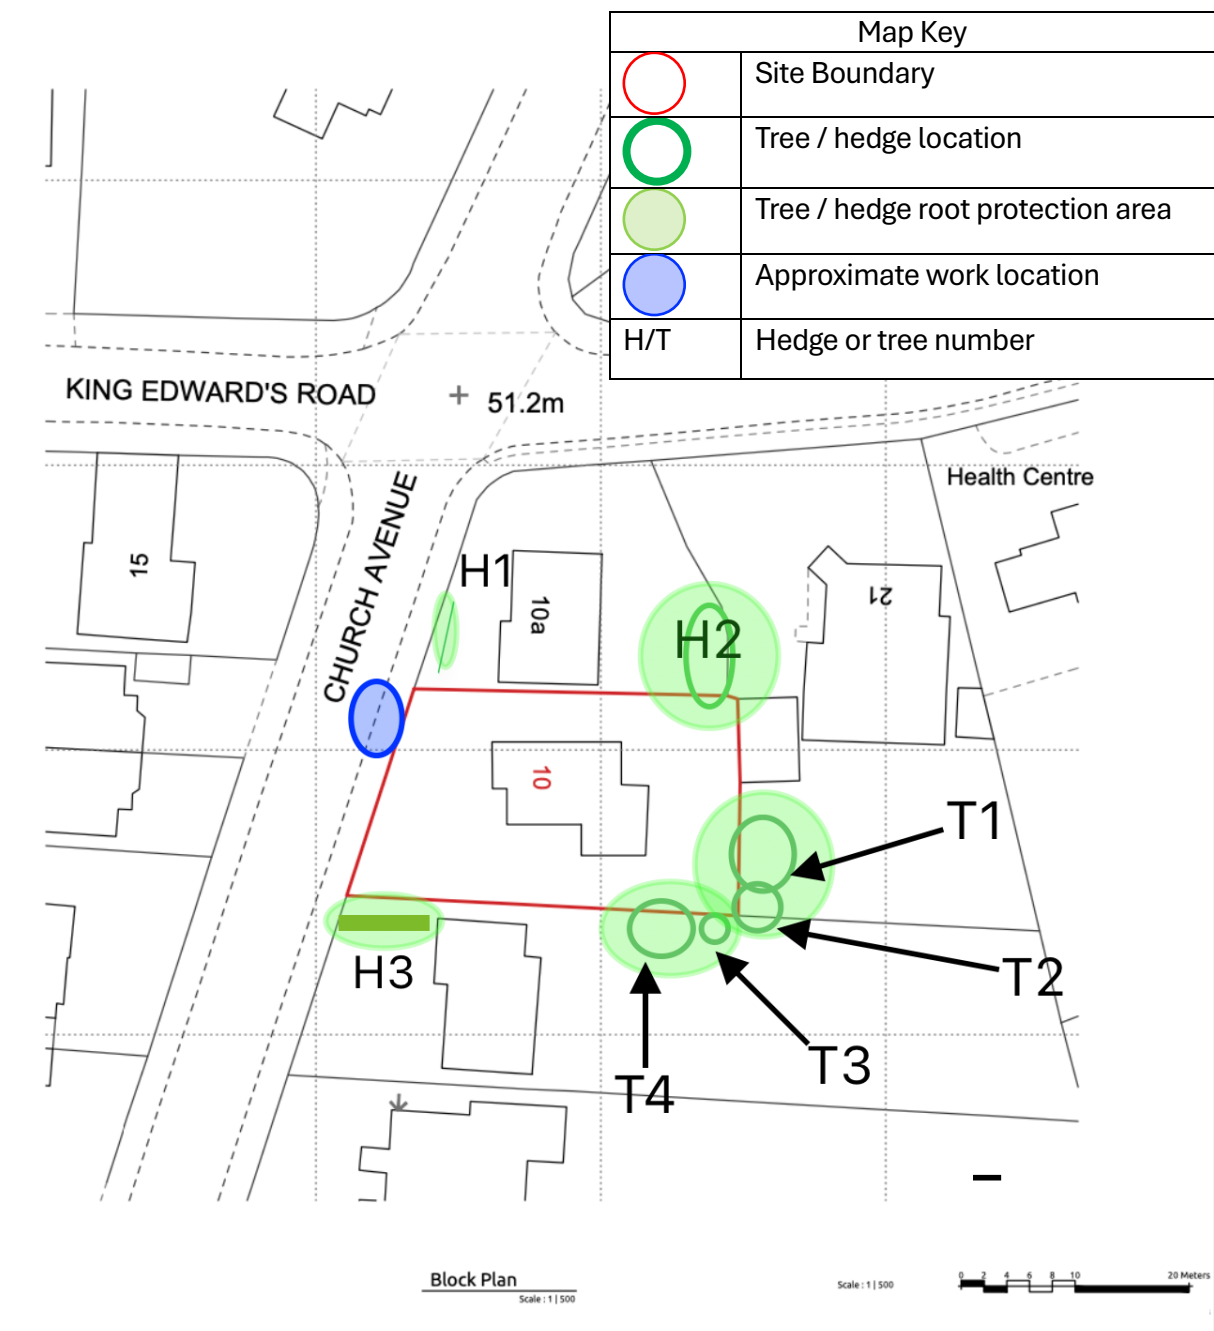 Map Key
Site Boundary
Tree / hedge location
Tree / hedge root protection area
Approximate work location
H/T Hedge or tree number
KING EDWARD'S ROAD
51.2m
Health Centre
CHURCH AVENUE
15
H1
10a
21
H2
10
T1
H3
T2
T3
T4
Block Plan
Scale : 1 | 500
Scale : 1 | 500
0 2 4 6 8 10 20 Meters